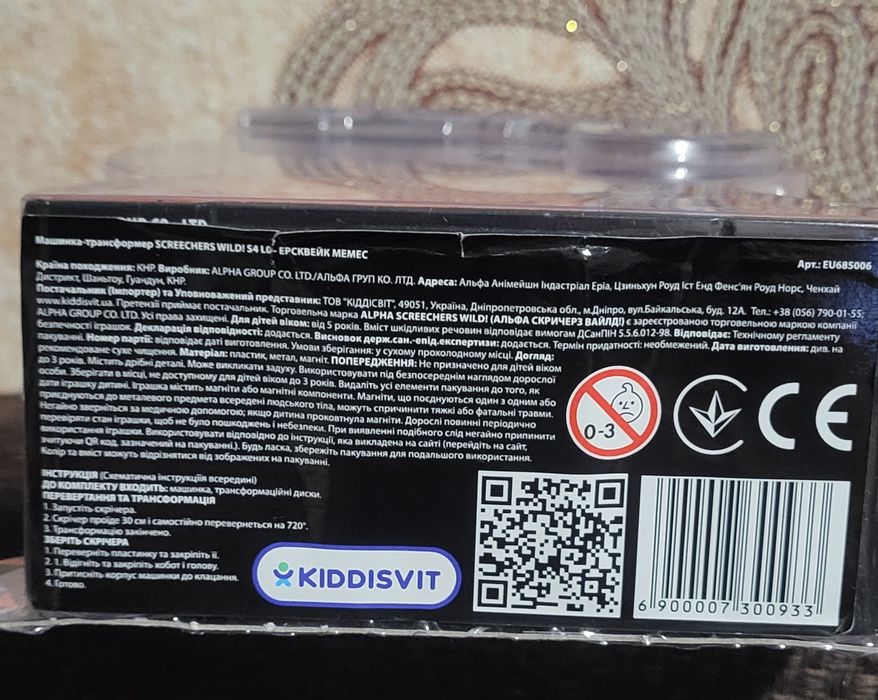 Машинка-трансформер SCREECHERS WILD! S4 L0 - ЕРСКВЕЙК МЕМЕС
Арт.: EU685006
Країна походження: КНР. Виробник: ALPHA GROUP CO. LTD./АЛЬФА ГРУП КО. ЛТД. Адреса: Альфа Анімейшн Індастріал Еріа, Цзиньхун Роуд Іст Енд Фенс'ян Роуд Норс, Ченхай
Дистрикт, Шаньтоу, Гуандун, КНР.
Постачальник (Імпортер) та Уповноважений представник: ТОВ "КІДДІСВІТ", 49051, Україна, Дніпропетровська обл., м.Дніпро, вул.Байкальська, буд. 12А. Тел.: +38 (056) 790-01-55;
www.kiddisvit.ua. Претензії приймає постачальник. Торговельна марка ALPHA SCREECHERS WILD! (АЛЬФА СКРИЧЕРЗ ВАЙЛД!) є зареєстрованою торговельною маркою компанії
ALPHA GROUP CO. LTD. Усі права захищені. Для дітей віком: від 5 років. Вміст шкідливих речовин відповідає вимогам ДСанПІН 5.5.6.012-98. Відповідає: Технічному регламенту
безпечності іграшок. Декларація відповідності: додається. Висновок держ.сан.-епід.експертизи: додається. Термін придатності: необмежений. Дата виготовлення: див. на
пакуванні. Номер партії: відповідає даті виготовлення. Умови зберігання: у сухому прохолодному місці. Догляд:
рекомендоване сухе чищення. Матеріал: пластик, метал, магніт. ПОПЕРЕДЖЕННЯ: Не призначено для дітей віком
до 3 років. Містить дрібні деталі. Може викликати задуху. Використовувати під безпосереднім наглядом дорослої
особи. Зберігати в місці, не доступному для дітей віком до 3 років. Видаліть усі елементи пакування до того, як
дати іграшку дитині. Іграшка містить магніти або магнітні компоненти. Магніти, що поєднуються один з одним або
приєднуються до металевого предмета всередині людського тіла, можуть спричинити тяжкі або фатальні травми.
Негайно зверніться за медичною допомогою; якщо дитина проковтнула магніти. Дорослі повинні періодично
перевіряти стан іграшки, щоб не було пошкоджень і небезпеки. При виявленні подібного слід негайно припинити
використання іграшки. Використовувати відповідно до інструкції, яка викладена на сайті (перейдіть на сайт,
зчитуючи QR код, зазначений на пакуванні). Будь ласка, збережіть пакування для подальшого використання.
Колір та вміст можуть відрізнятися від зображених на пакуванні.
0-3
CE
ІНСТРУКЦІЯ (Схематична інструкціїя всередині)
ДО КОМПЛЕКТУ ВХОДИТЬ: машинка, трансформаційні диски.
ПЕРЕВЕРТАННЯ ТА ТРАНСФОРМАЦІЯ
1. Запустіть скрічера.
2. Скрічер проїде 30 см і самостійно перевернеться на 720°.
3. Трансформацію закінчено.
ЗБЕРІТЬ СКРІЧЕРА
1. Переверніть пластинку та закріпіть її.
2. 1. Відігніть та закріпіть хобот і голову.
3. Притисніть корпус машинки до клацання.
4. Готово.
KIDDISVIT
6 900007 300933